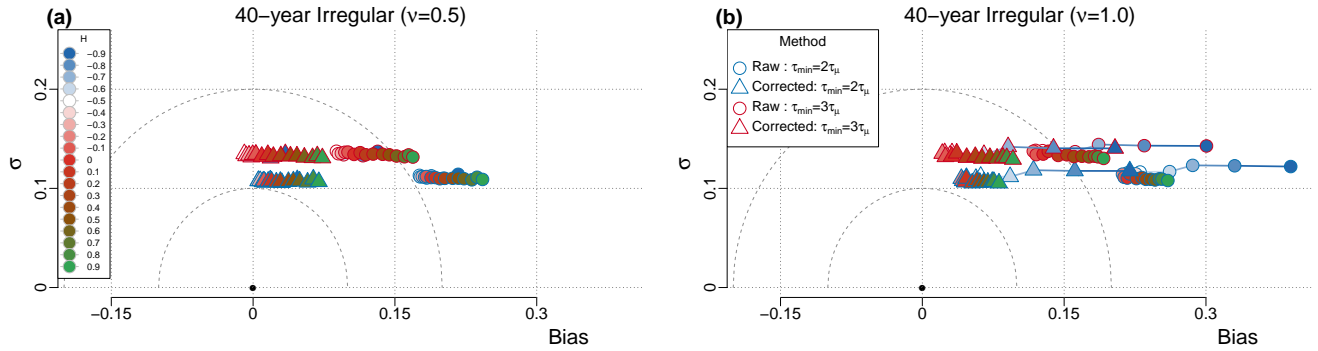 (a) 40−year Irregular (ν=0.5)
H
−0.9
−0.8
−0.7
−0.6
−0.5
−0.4
−0.3
−0.2
−0.1
0
0.1
0.2
0.3
0.4
0.5
0.6
0.7
0.8
0.9
0.2
0.1
0
σ
−0.15 0 0.15 0.3
Bias
(b) 40−year Irregular (ν=1.0)
Method
Raw : τmin=2τμ
Corrected: τmin=2τμ
Raw : τmin=3τμ
Corrected: τmin=3τμ
0.2
0.1
0
σ
−0.15 0 0.15 0.3
Bias